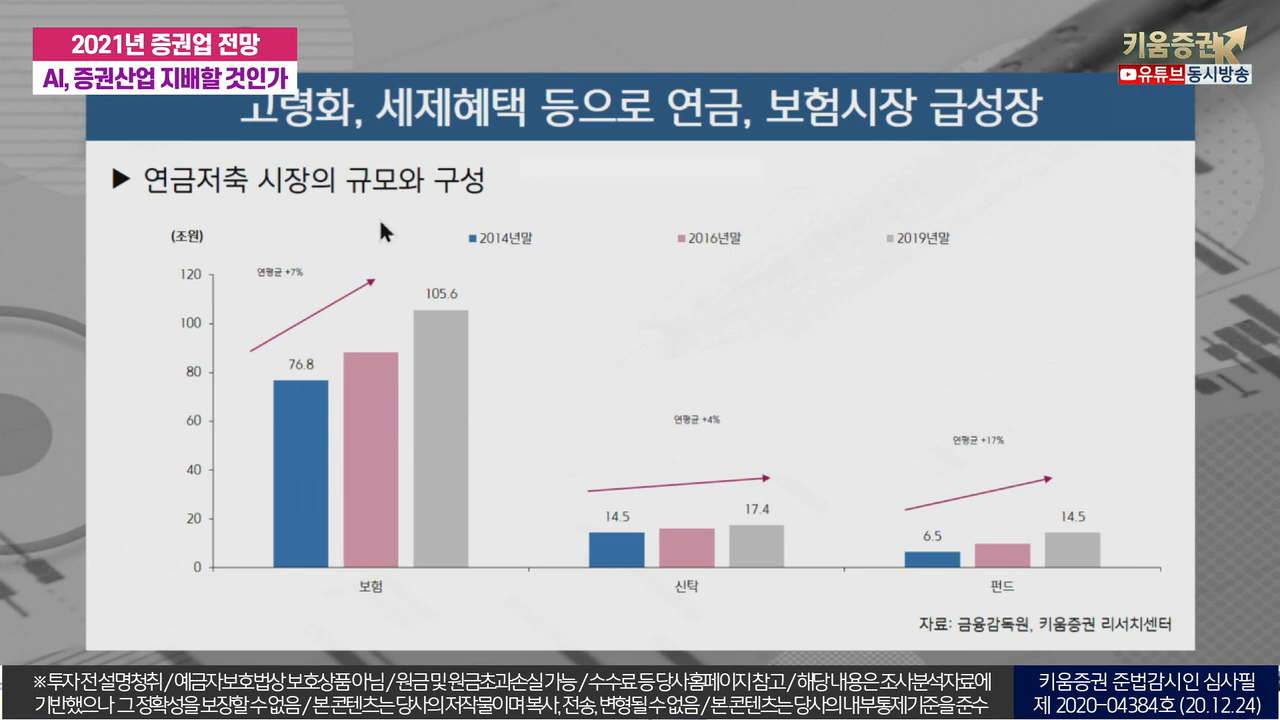 2021년 증권업 전망
AI, 증권산업 지배할 것인가
키움증권K
유튜브동시방송
고령화, 세제혜택 등으로 연금, 보험시장 급성장
▶ 연금저축 시장의 규모와 구성
(조원)
2014년말 2016년말 2019년말
120
100
80
60
40
20
0
연평균 +7%
76.8
105.6
연평균 +4%
14.5
17.4
연평균 +17%
6.5
14.5
보험 신탁 펀드
자료: 금융감독원, 키움증권 리서치센터
※ 투자 전 설명청취 / 예금자보호법상 보호상품 아님 / 원금 및 원금초과손실 가능 / 수수료 등 당사홈페이지 참고 / 해당 내용은 조사분석자료에
기반했으나 그 정확성을 보장할 수 없음 / 본 콘텐츠는 당사의 저작물이며 복사, 전송, 변형될 수 없음 / 본 콘텐츠는 당사의 내부통제기준을 준수
키움증권 준법감시인 심사필
제 2020-04384호 (20.12.24)